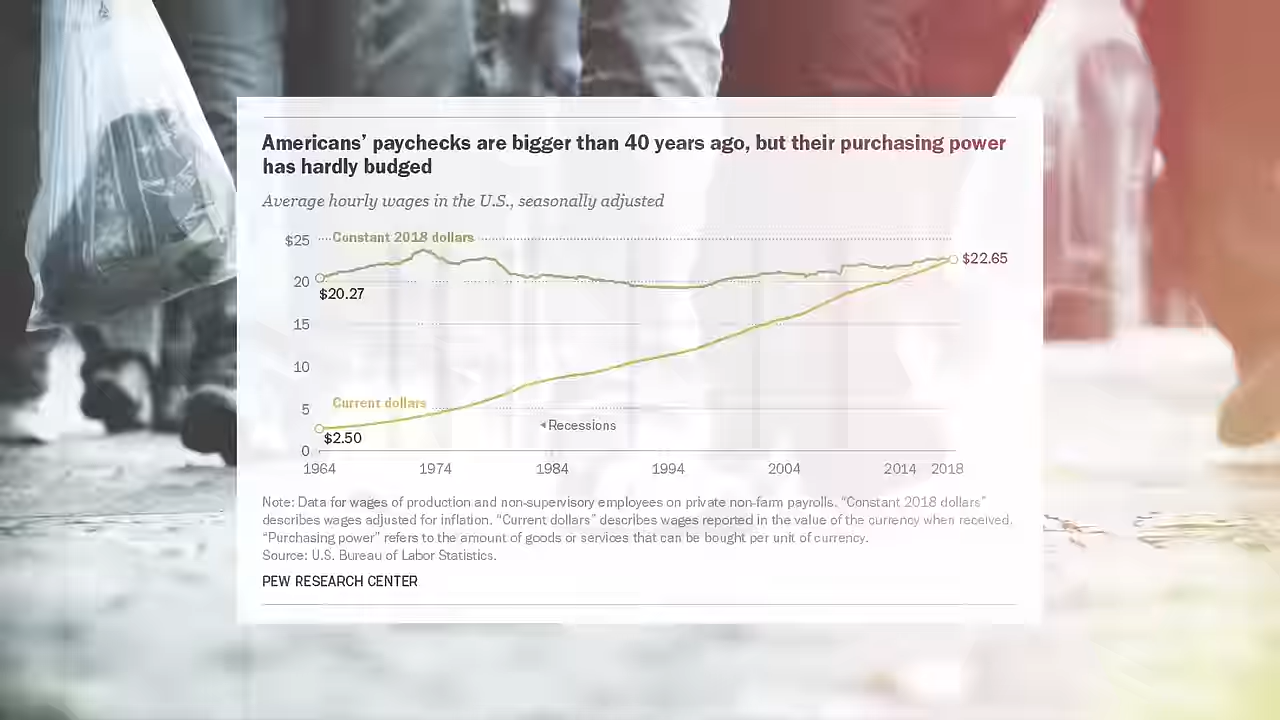 Americans’ paychecks are bigger than 40 years ago, but their purchasing power
has hardly budged
Average hourly wages in the U.S., seasonally adjusted
$25
Constant 2018 dollars
$22.65
20
$20.27
15
10
5
Current dollars
◂Recessions
$2.50
0
1964 1974 1984 1994 2004 2014 2018
Note: Data for wages of production and non-supervisory employees on private non-farm payrolls. “Constant 2018 dollars”
describes wages adjusted for inflation. “Current dollars” describes wages reported in the value of the currency when received.
“Purchasing power” refers to the amount of goods or services that can be bought per unit of currency.
Source: U.S. Bureau of Labor Statistics.
PEW RESEARCH CENTER